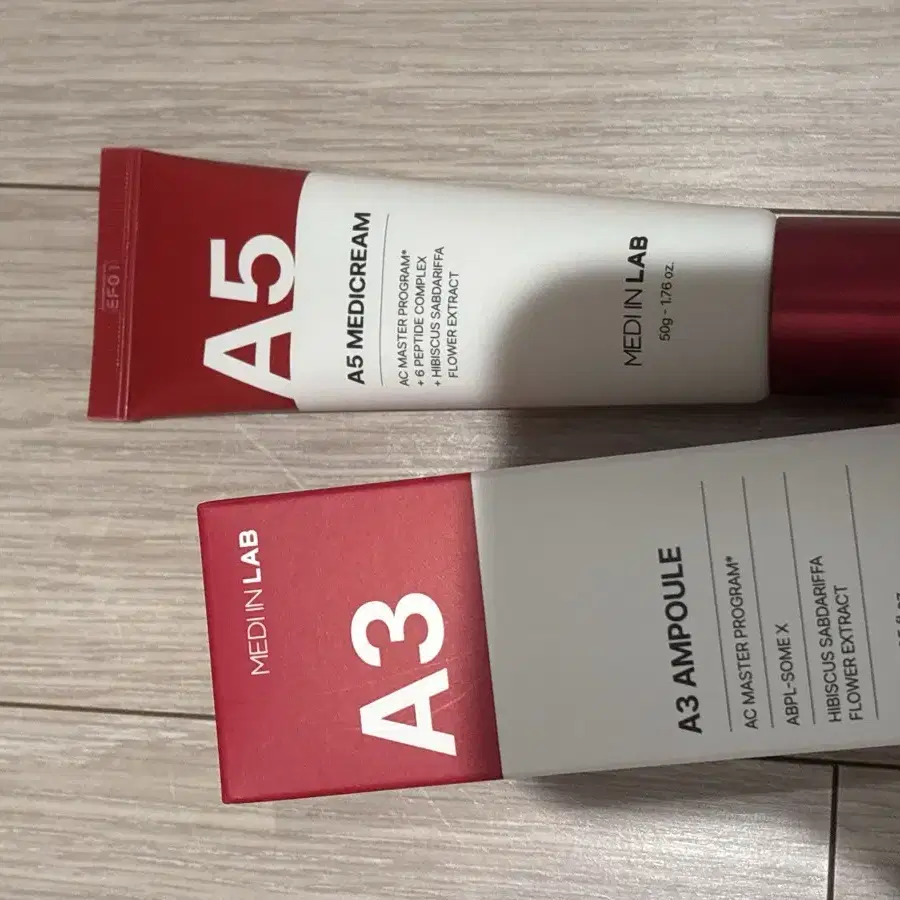 EF01
A5
A5 MEDICREAM
AC MASTER PROGRAM*
+ 6 PEPTIDE COMPLEX
+ HIBISCUS SABDARIFFA
FLOWER EXTRACT
MEDI IN LAB
50g - 1.76 oz.
MEDI IN LAB
A3
A3 AMPOULE
AC MASTER PROGRAM*
ABPL-SOME X
HIBISCUS SABDARIFFA
FLOWER EXTRACT